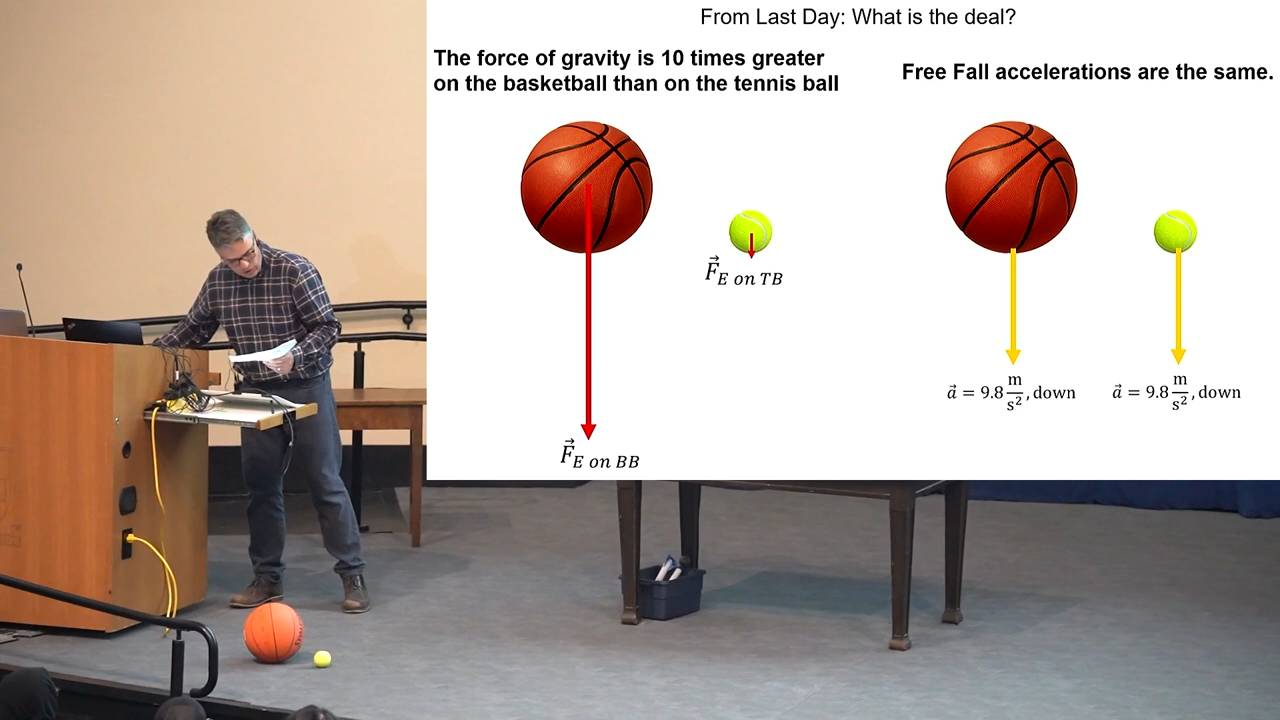 From Last Day: What is the deal?
The force of gravity is 10 times greater
on the basketball than on the tennis ball
Free Fall accelerations are the same.
F⃗_E on TB
a⃗ = 9.8 m/s², down
a⃗ = 9.8 m/s², down
F⃗_E on BB